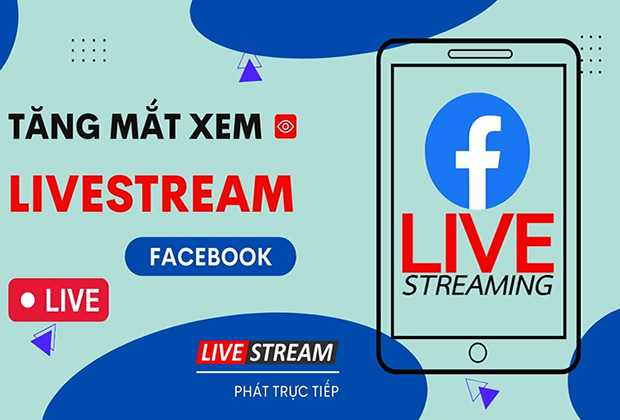 TĂNG MẮT XEM
LIVESTREAM
FACEBOOK
LIVE
LIVE STREAM
PHÁT TRỰC TIẾP
f
LIVE
STREAMING